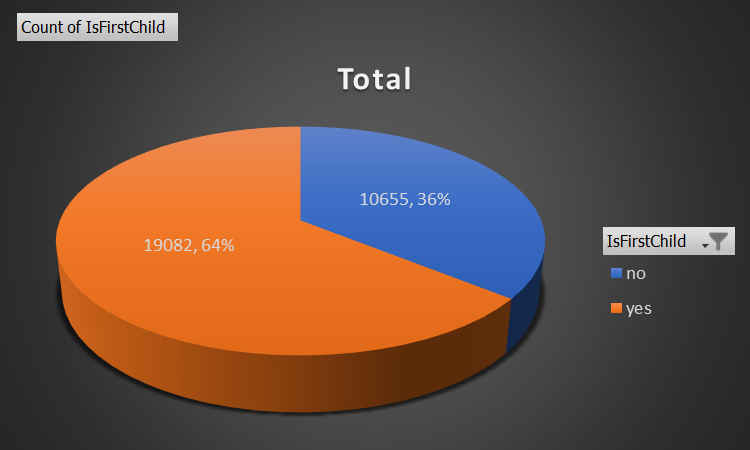 Count of IsFirstChild
Total
10655, 36%
19082, 64%
IsFirstChild
no
yes